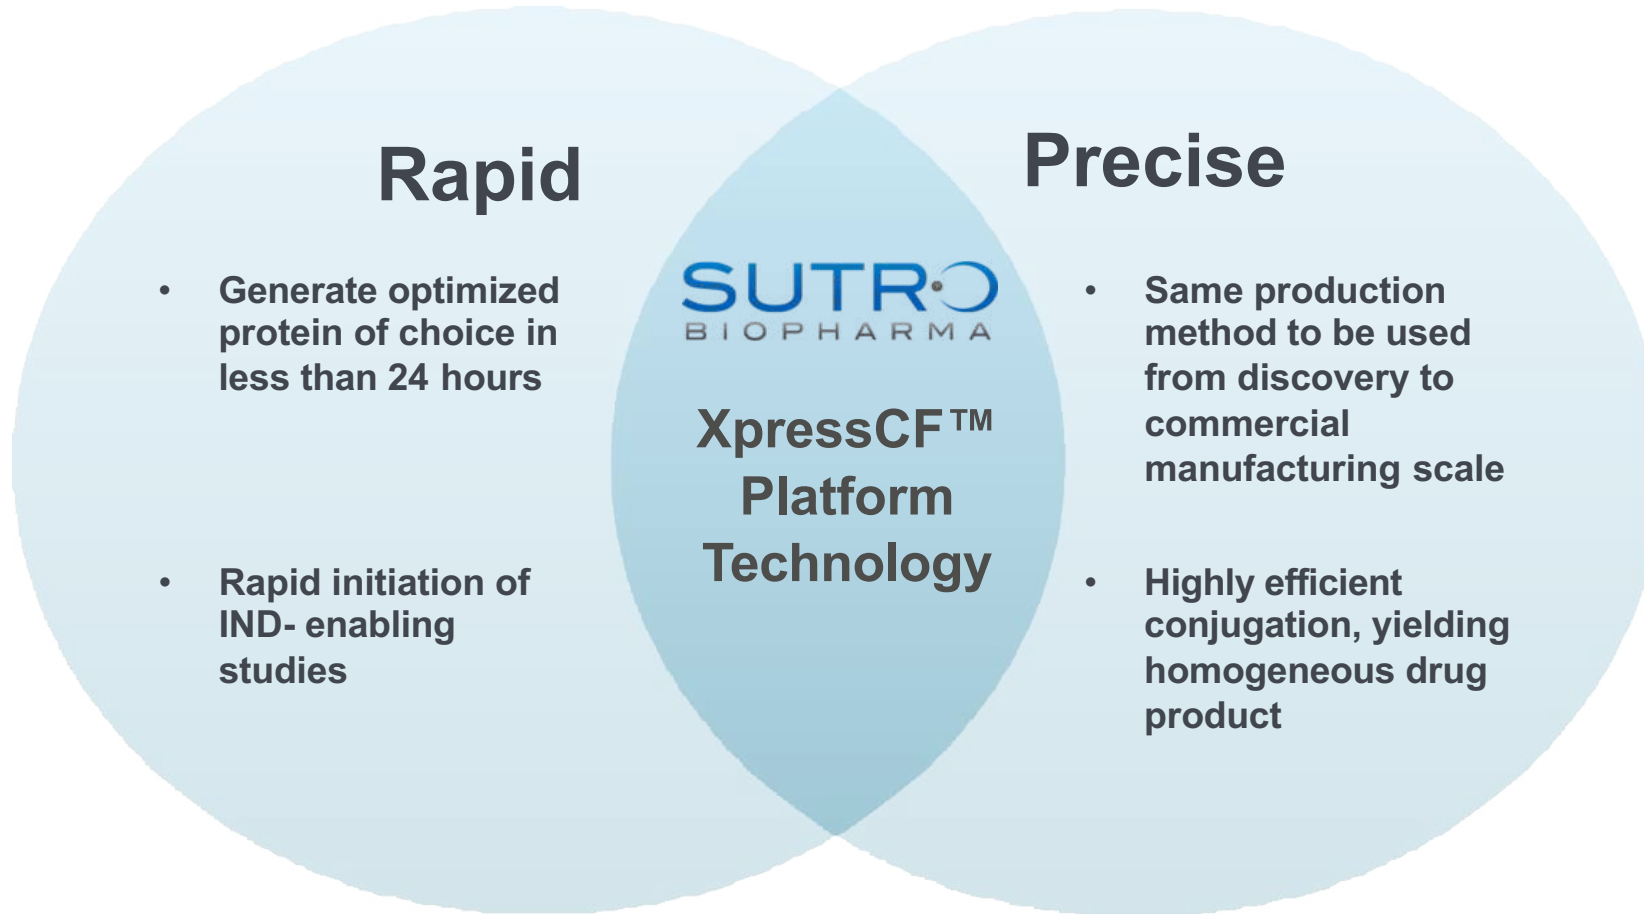 Rapid
• Generate optimized
protein of choice in
less than 24 hours
• Rapid initiation of
IND- enabling
studies
SUTRO
BIOPHARMA
XpressCF™
Platform
Technology
Precise
• Same production
method to be used
from discovery to
commercial
manufacturing scale
• Highly efficient
conjugation, yielding
homogeneous drug
product